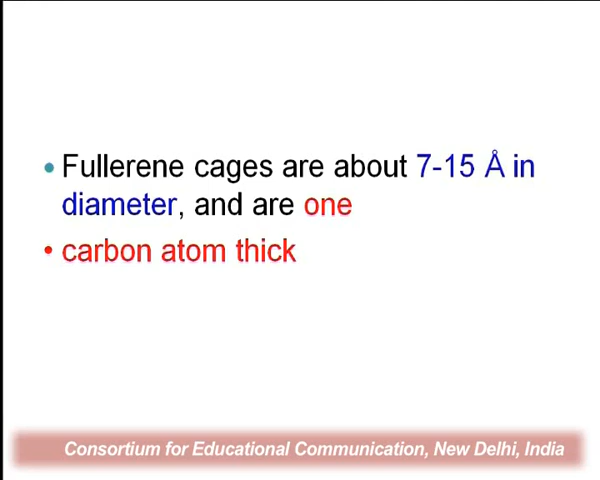 • Fullerene cages are about 7-15 Å in
diameter, and are one
• carbon atom thick
Consortium for Educational Communication, New Delhi, India